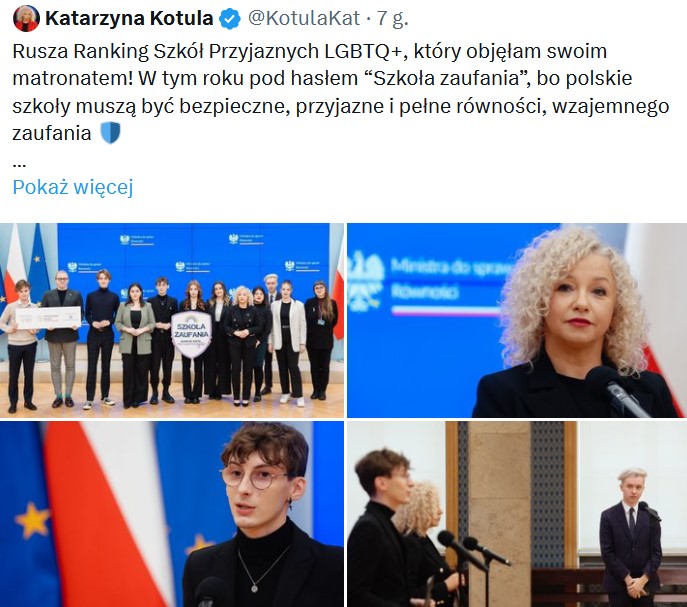 Katarzyna Kotula @KotulaKat · 7 g.
Rusza Ranking Szkół Przyjaznych LGBTQ+, który objęłam swoim
matronatem! W tym roku pod hasłem “Szkoła zaufania”, bo polskie
szkoły muszą być bezpieczne, przyjazne i pełne równości, wzajemnego
zaufania
...
Pokaż więcej
SZKOŁA
ZAUFANIA
Ministra do spraw
Równości